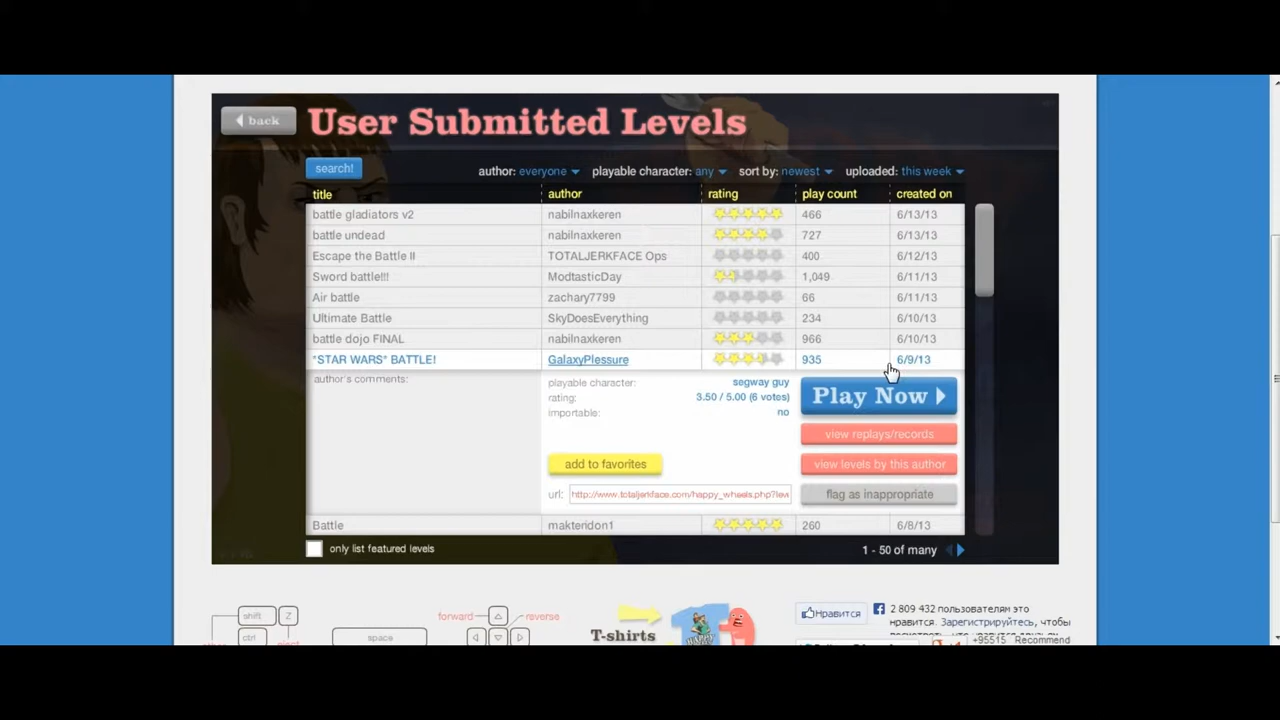 back
User Submitted Levels
search!
author: everyone playable character: any sort by: newest uploaded: this week
title author rating play count created on
battle gladiators v2 nabilnaxkeren 466 6/13/13
battle undead nabilnaxkeren 727 6/13/13
Escape the Battle II TOTALJERKFACE Ops 400 6/12/13
Sword battle!!! ModtasticDay 1,049 6/11/13
Air battle zachary7799 66 6/11/13
Ultimate Battle SkyDoesEverything 234 6/10/13
battle dojo FINAL nabilnaxkeren 966 6/10/13
*STAR WARS* BATTLE! GalaxyPlessure 935 6/9/13
author's comments:
playable character: segway guy
rating: 3.50 / 5.00 (6 votes)
importable: no
Play Now
view replays/records
add to favorites
view levels by this author
url: http://www.totaljerkface.com/happy_wheels.php?lev
flag as inappropriate
Battle makteridon1 260 6/8/13
only list featured levels
1 - 50 of many
shift Z
ctrl
space
forward
reverse
T-shirts
Нравится
2 809 432 пользователям это
нравится. Зарегистрируйтесь, чтобы
+95515 Recommend